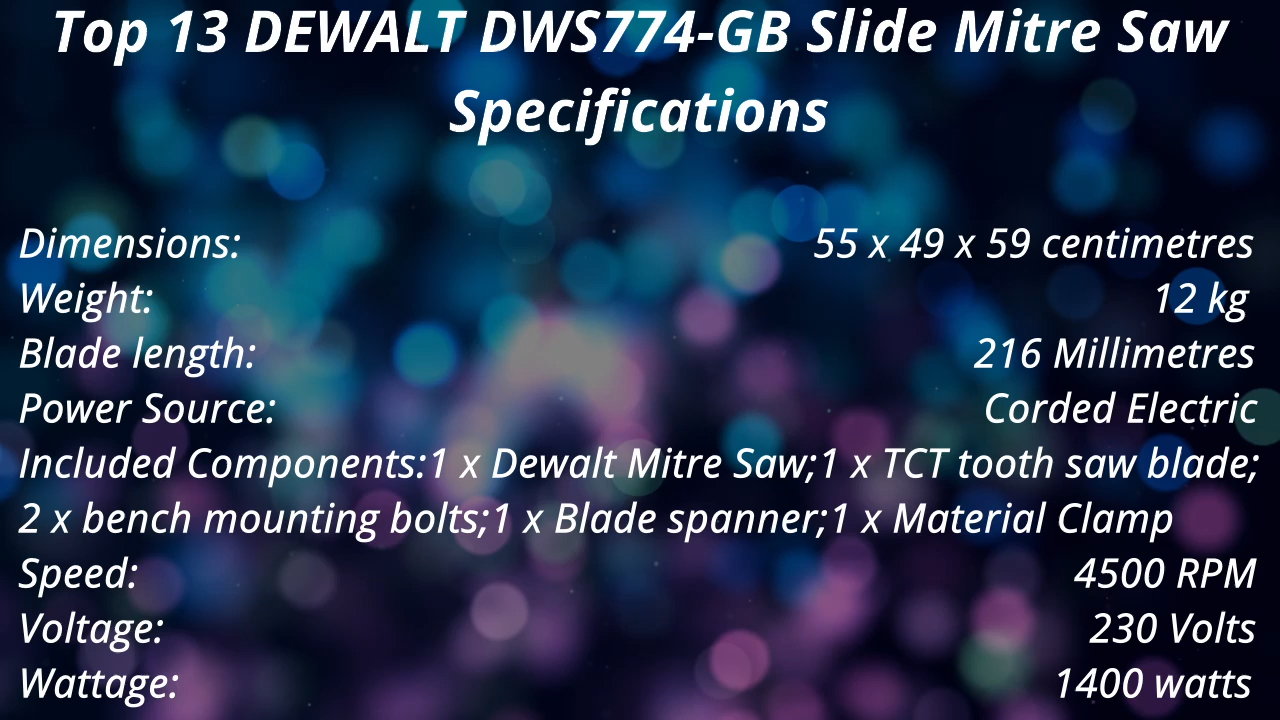 Top 13 DEWALT DWS774-GB Slide Mitre Saw
Specifications
Dimensions: 55 x 49 x 59 centimetres
Weight: 12 kg
Blade length: 216 Millimetres
Power Source: Corded Electric
Included Components:1 x Dewalt Mitre Saw;1 x TCT tooth saw blade;
2 x bench mounting bolts;1 x Blade spanner;1 x Material Clamp
Speed: 4500 RPM
Voltage: 230 Volts
Wattage: 1400 watts